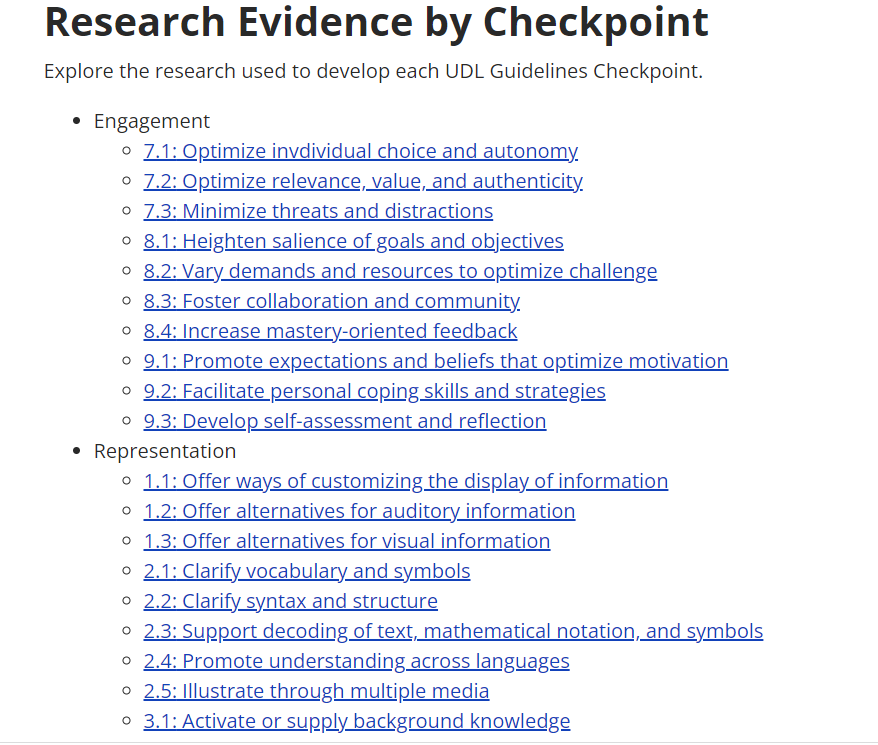 Research Evidence by Checkpoint
Explore the research used to develop each UDL Guidelines Checkpoint.
Engagement
7.1: Optimize invdividual choice and autonomy
7.2: Optimize relevance, value, and authenticity
7.3: Minimize threats and distractions
8.1: Heighten salience of goals and objectives
8.2: Vary demands and resources to optimize challenge
8.3: Foster collaboration and community
8.4: Increase mastery-oriented feedback
9.1: Promote expectations and beliefs that optimize motivation
9.2: Facilitate personal coping skills and strategies
9.3: Develop self-assessment and reflection
Representation
1.1: Offer ways of customizing the display of information
1.2: Offer alternatives for auditory information
1.3: Offer alternatives for visual information
2.1: Clarify vocabulary and symbols
2.2: Clarify syntax and structure
2.3: Support decoding of text, mathematical notation, and symbols
2.4: Promote understanding across languages
2.5: Illustrate through multiple media
3.1: Activate or supply background knowledge